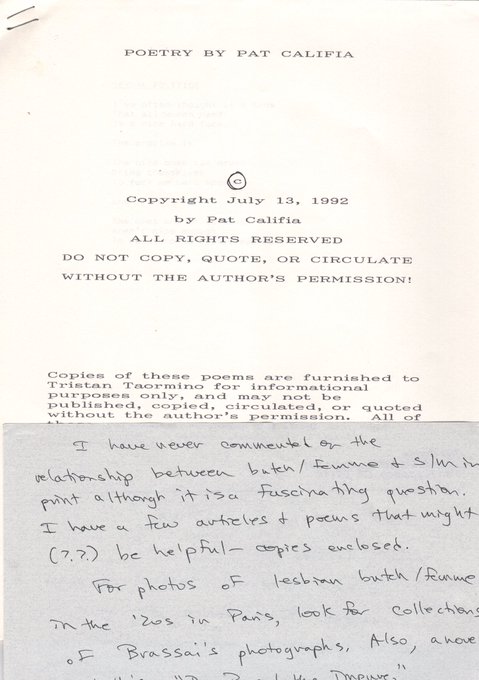 POETRY BY PAT CALIFIA
©
Copyright July 13, 1992
by Pat Califia
ALL RIGHTS RESERVED
DO NOT COPY, QUOTE, OR CIRCULATE
WITHOUT THE AUTHOR'S PERMISSION!
Copies of these poems are furnished to
Tristan Taormino for informational
purposes only, and may not be
published, copied, circulated, or quoted
without the author's permission. All of
I have never commented on the
relationship between butch/femme & S/M in
print although it is a fascinating question.
I have a few articles & poems that might
(??) be helpful — copies enclosed.
For photos of lesbian butch/femme
in the '20s in Paris, look for collections
of Brassai's photographs. Also, a nove